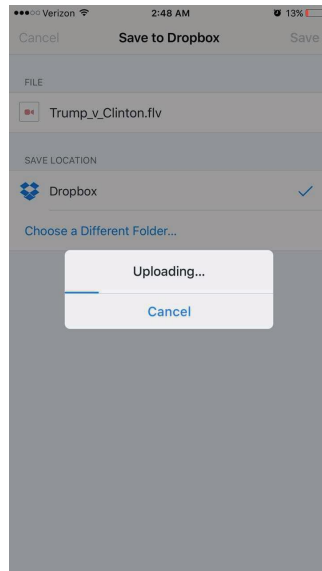 Verizon 2:48 AM 13%
Cancel Save to Dropbox Save
FILE
Trump_v_Clinton.flv
SAVE LOCATION
Dropbox
Choose a Different Folder...
Uploading...
Cancel